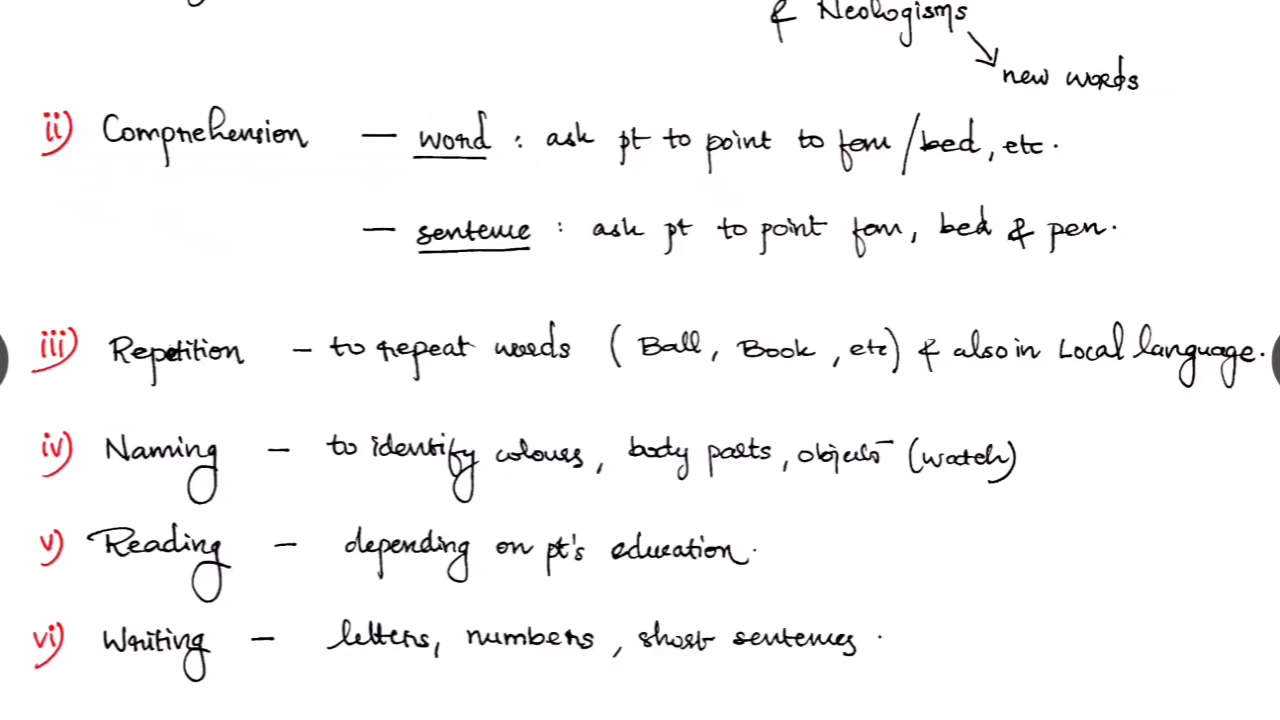 & Neologisms
new words
ii) Comprehension — word : ask pt to point to fan/bed, etc.
— sentence : ask pt to point fan, bed & pen.
iii) Repetition – to repeat words (Ball, Book, etc) & also in Local language.
iv) Naming – to identify colours, body parts, objects (watch)
v) Reading – depending on pt's education.
vi) Writing – letters, numbers, short sentences.